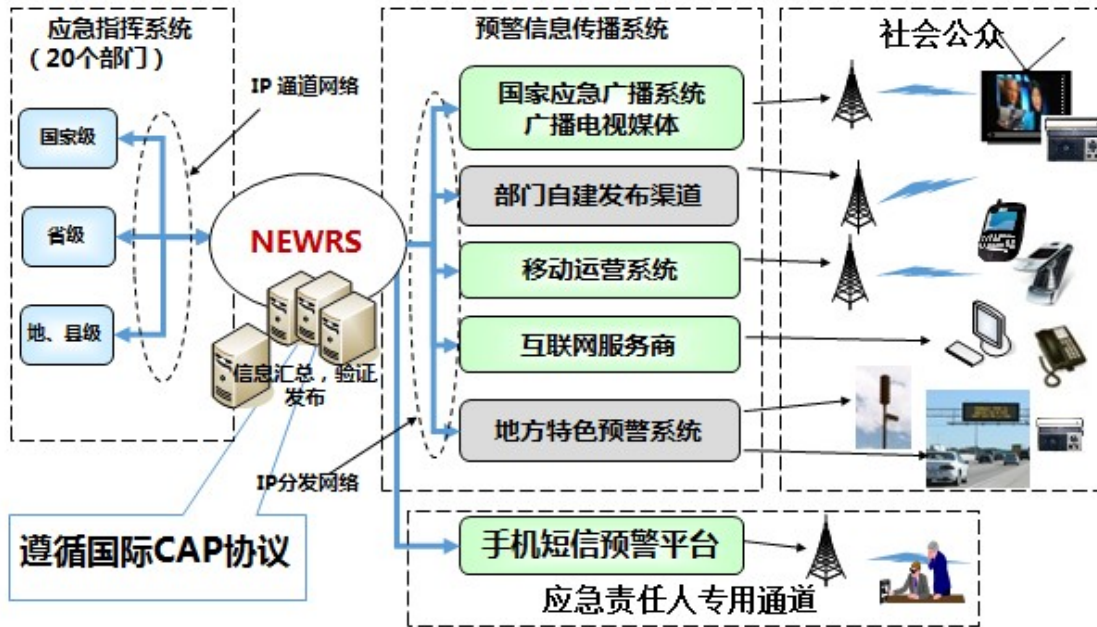 应急指挥系统
（20个部门）
国家级
省级
地、县级
IP 通道网络
NEWRS
信息汇总，验证
发布
遵循国际CAP协议
IP分发网络
预警信息传播系统
国家应急广播系统
广播电视媒体
部门自建发布渠道
移动运营系统
互联网服务商
地方特色预警系统
社会公众
手机短信预警平台
应急责任人专用通道